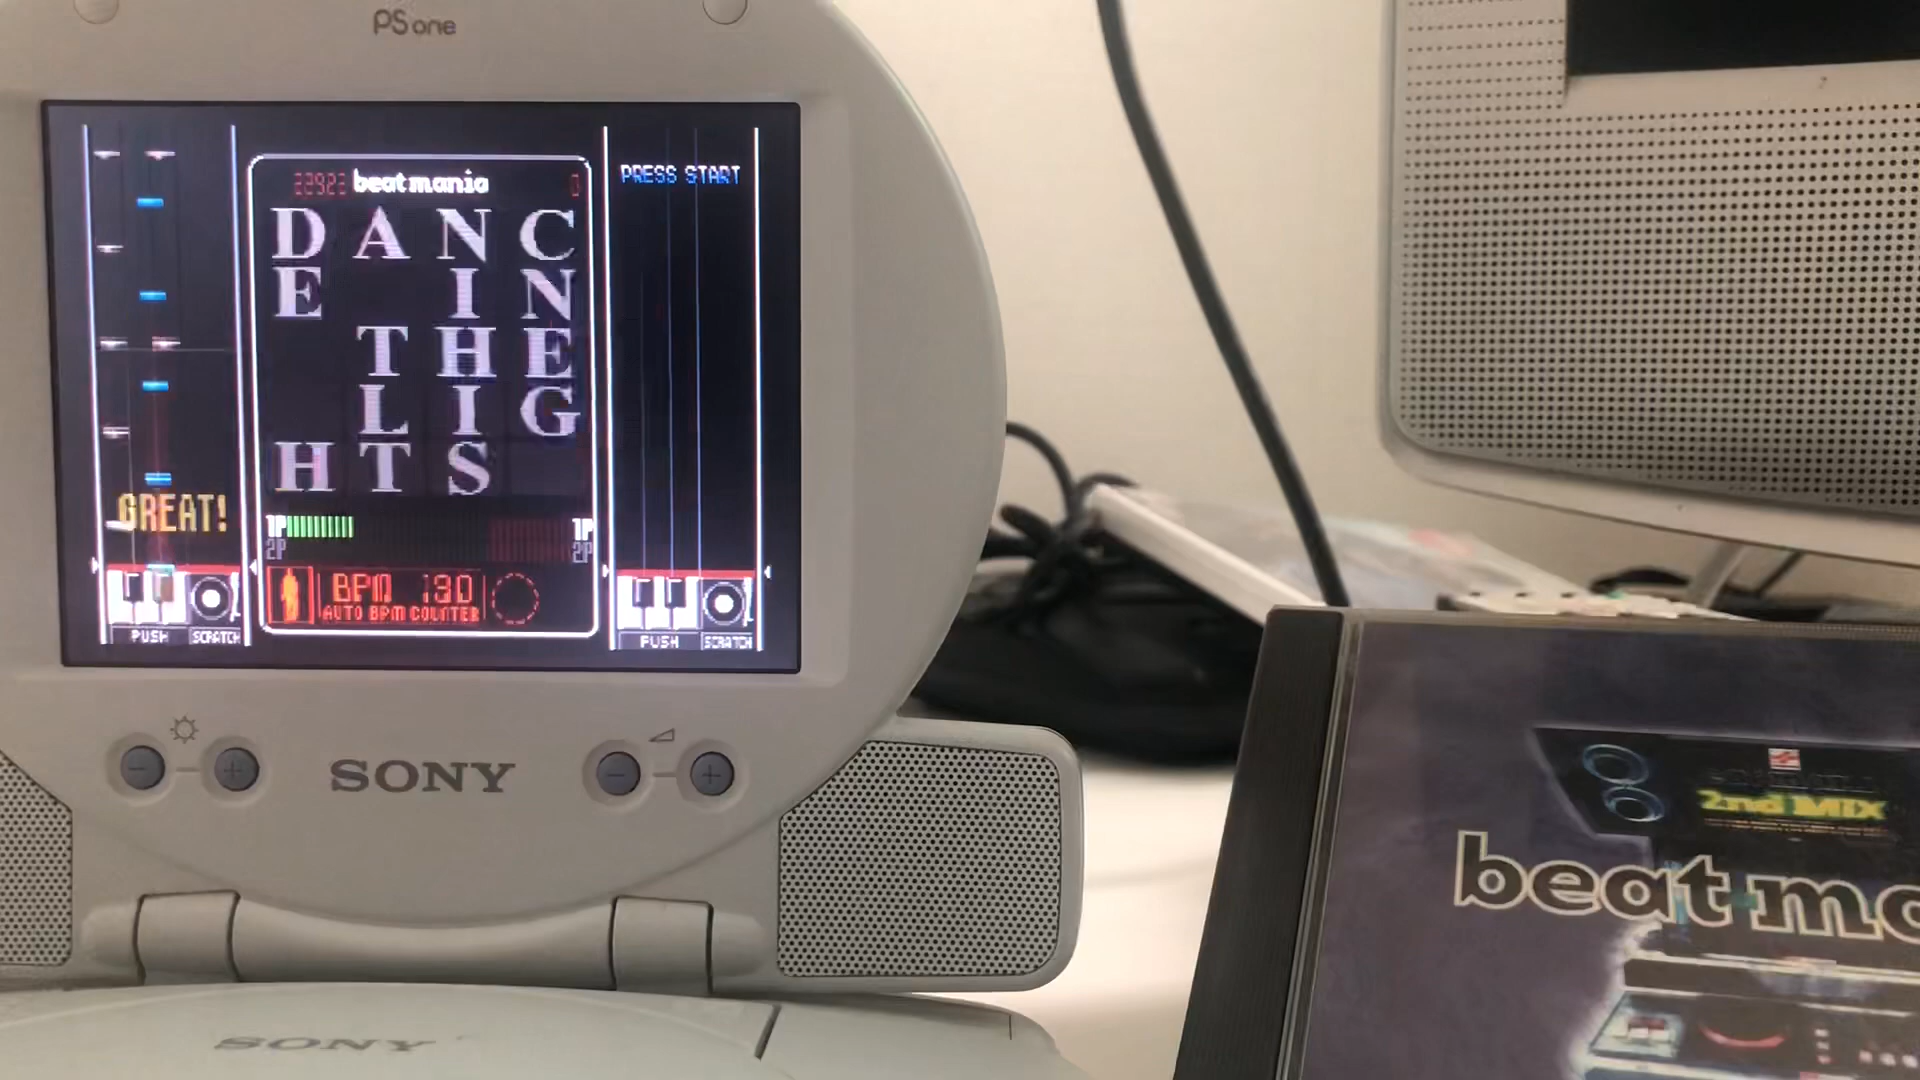 PS one
beatmania
PRESS START
D A N C
E I N
T H E
L I G
H T S
GREAT!
1P 1P
2P 2P
BPM 130
AUTO BPM COUNTER
PUSH SCRATCH
PUSH SCRATCH
SONY
SONY
2nd MIX
beat ma